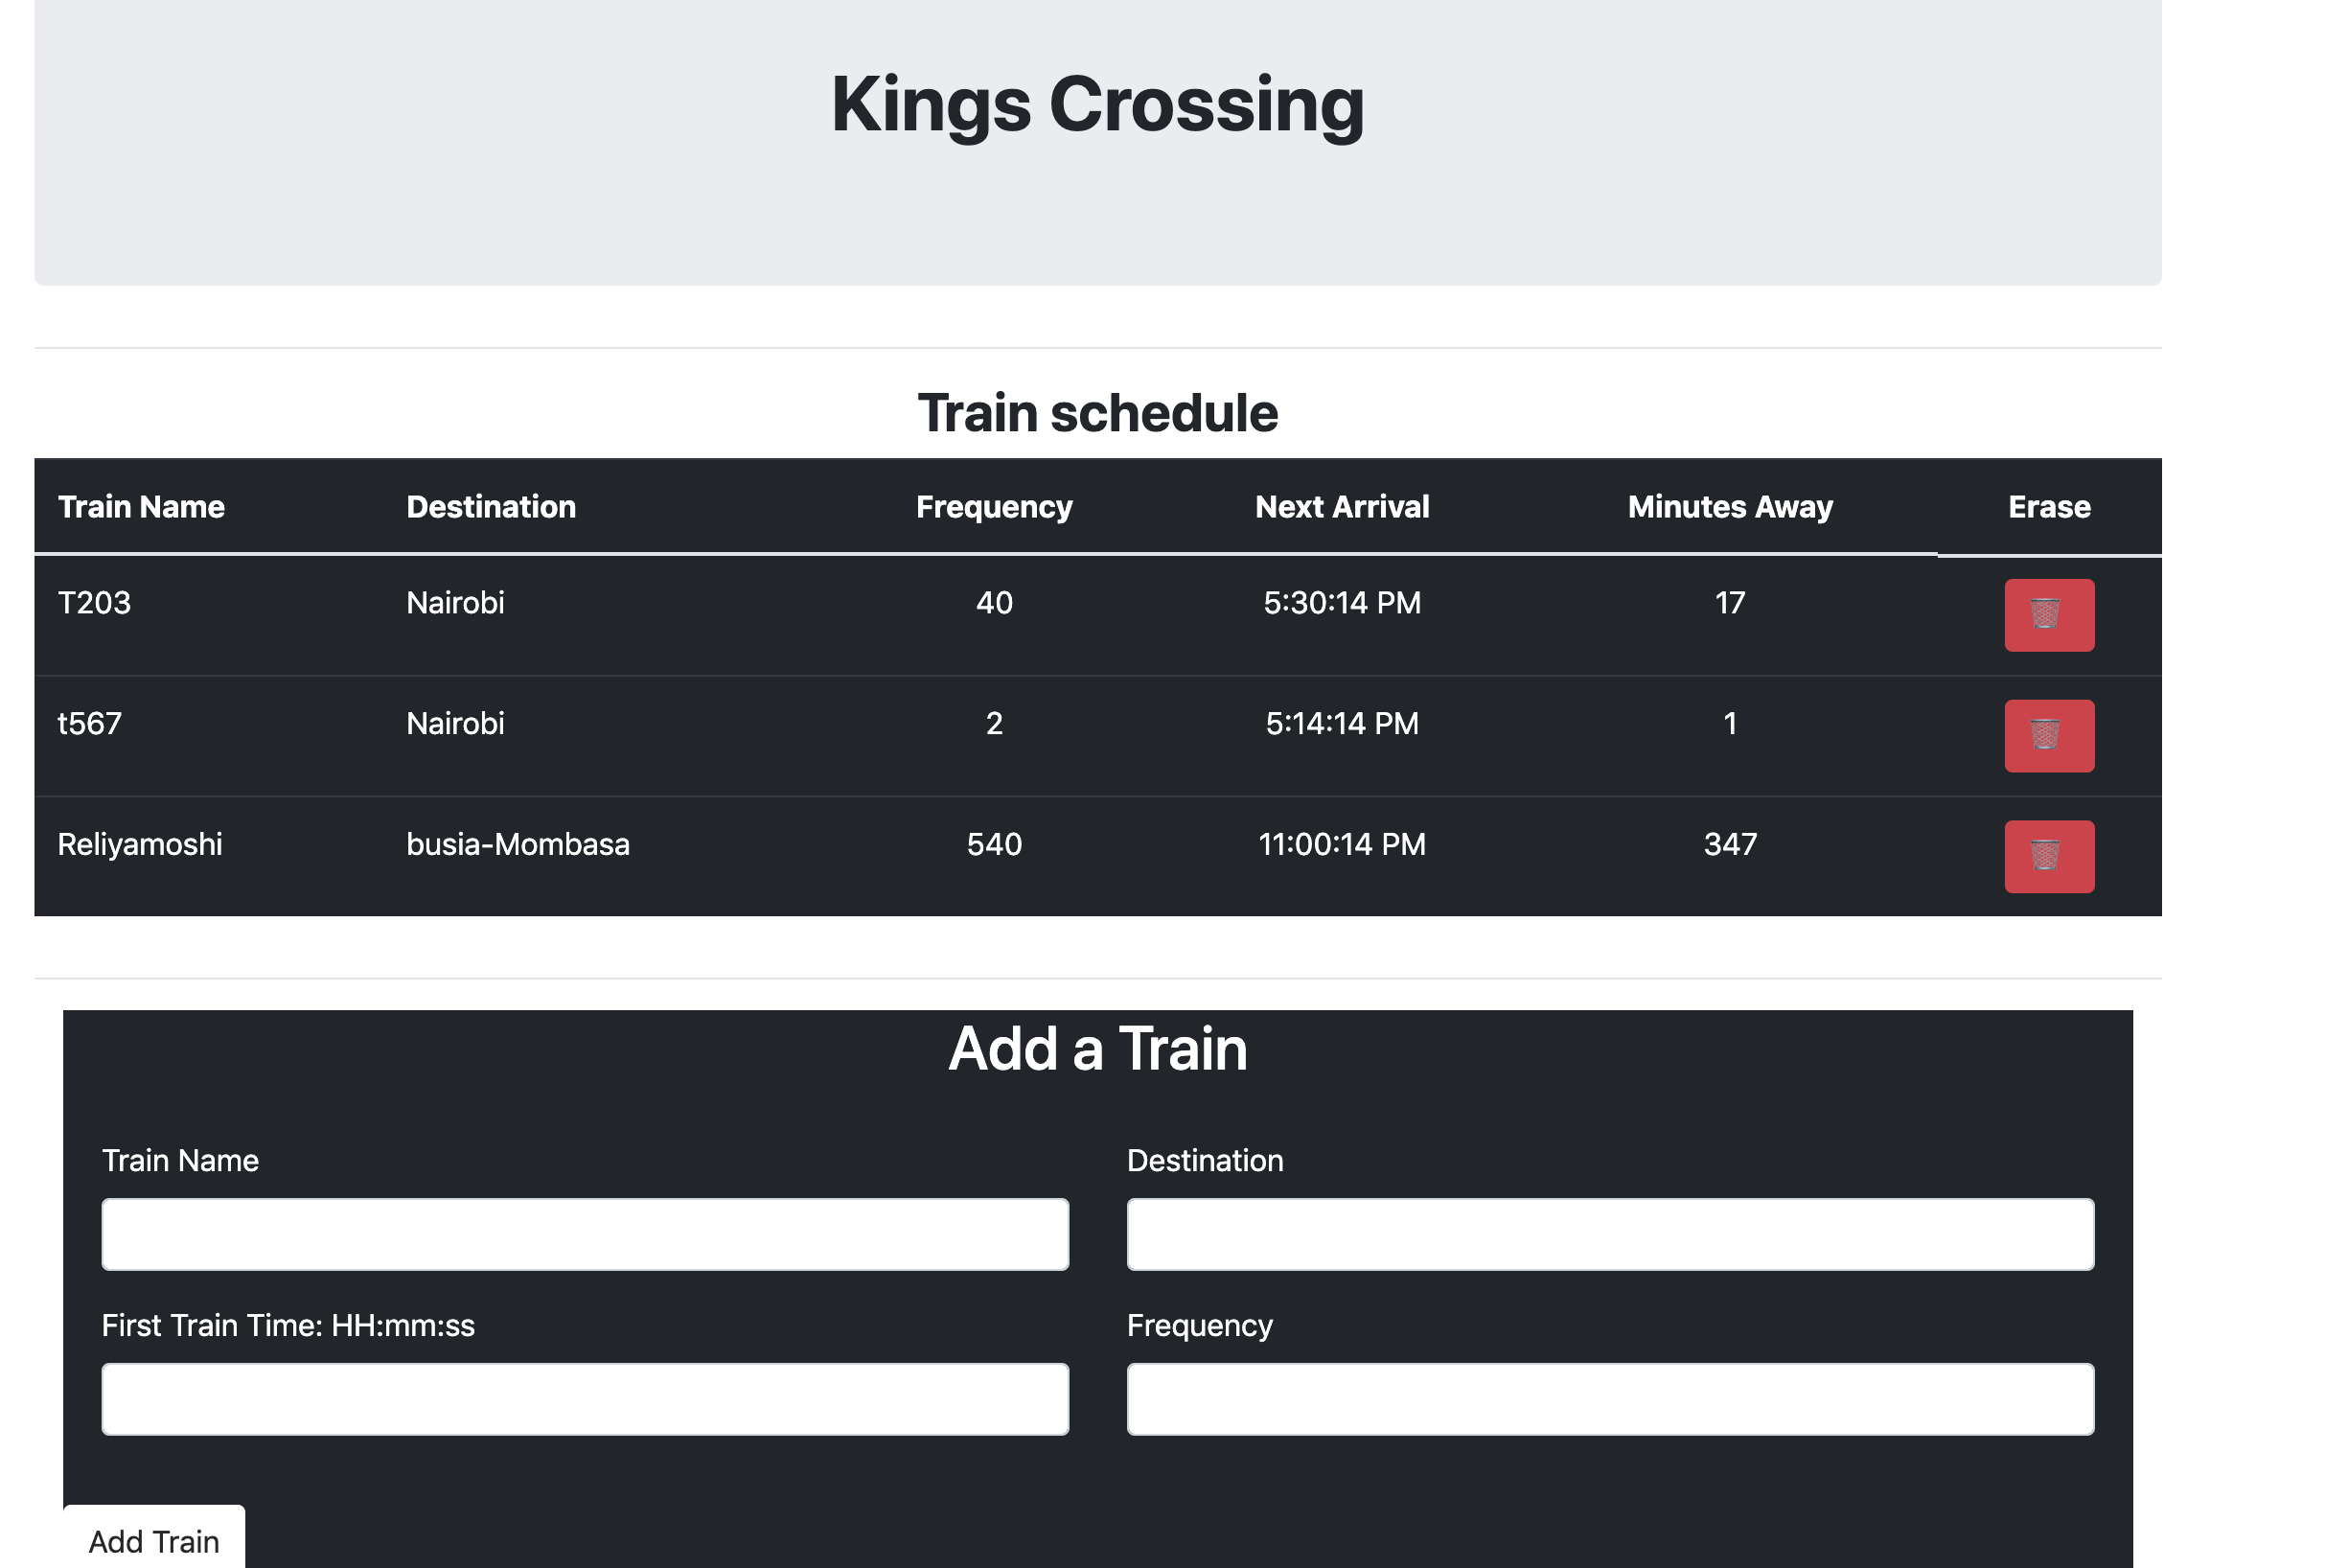 Kings Crossing
Train schedule
Train Name Destination Frequency Next Arrival Minutes Away Erase
T203 Nairobi 40 5:30:14 PM 17
t567 Nairobi 2 5:14:14 PM 1
Reliyamoshi busia-Mombasa 540 11:00:14 PM 347
Add a Train
Train Name Destination
First Train Time: HH:mm:ss Frequency
Add Train